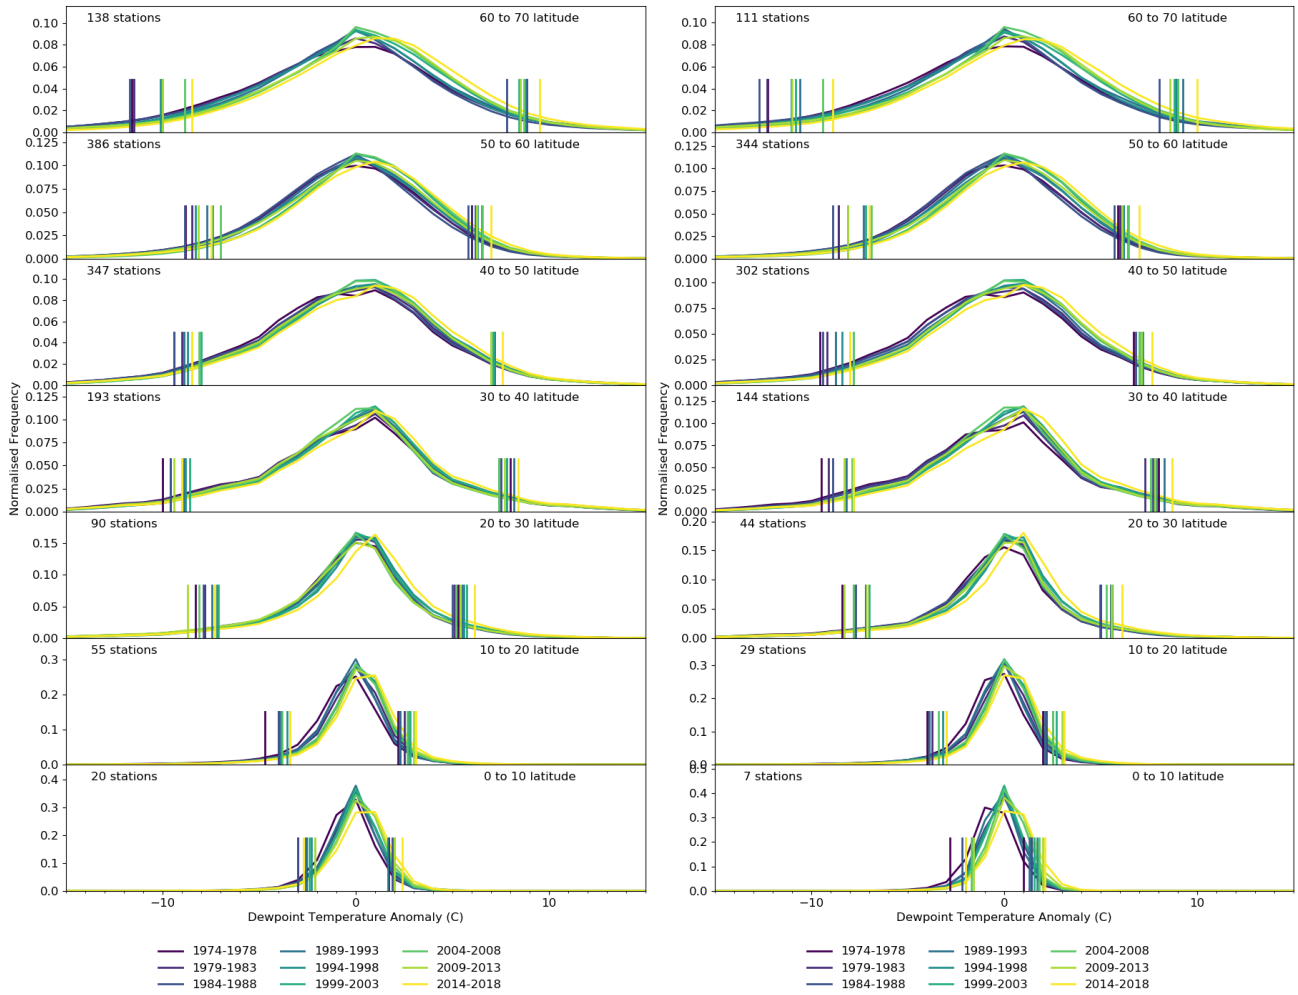 138 stations
60 to 70 latitude
0.10
0.08
0.06
0.04
0.02
0.00
386 stations
50 to 60 latitude
0.125
0.100
0.075
0.050
0.025
0.000
347 stations
40 to 50 latitude
0.10
0.08
0.06
0.04
0.02
0.00
193 stations
30 to 40 latitude
0.125
0.100
0.075
0.050
0.025
0.000
90 stations
20 to 30 latitude
0.15
0.10
0.05
0.00
55 stations
10 to 20 latitude
0.3
0.2
0.1
0.0
20 stations
0 to 10 latitude
0.4
0.3
0.2
0.1
0.0
Normalised Frequency
−10 0 10
Dewpoint Temperature Anomaly (C)
1974-1978 1989-1993 2004-2008
1979-1983 1994-1998 2009-2013
1984-1988 1999-2003 2014-2018
111 stations
60 to 70 latitude
0.10
0.08
0.06
0.04
0.02
0.00
344 stations
50 to 60 latitude
0.125
0.100
0.075
0.050
0.025
0.000
302 stations
40 to 50 latitude
0.100
0.075
0.050
0.025
0.000
144 stations
30 to 40 latitude
0.125
0.100
0.075
0.050
0.025
0.000
44 stations
20 to 30 latitude
0.20
0.15
0.10
0.05
0.00
29 stations
10 to 20 latitude
0.3
0.2
0.1
0.0
7 stations
0 to 10 latitude
0.5
0.4
0.3
0.2
0.1
0.0
Normalised Frequency
−10 0 10
Dewpoint Temperature Anomaly (C)
1974-1978 1989-1993 2004-2008
1979-1983 1994-1998 2009-2013
1984-1988 1999-2003 2014-2018